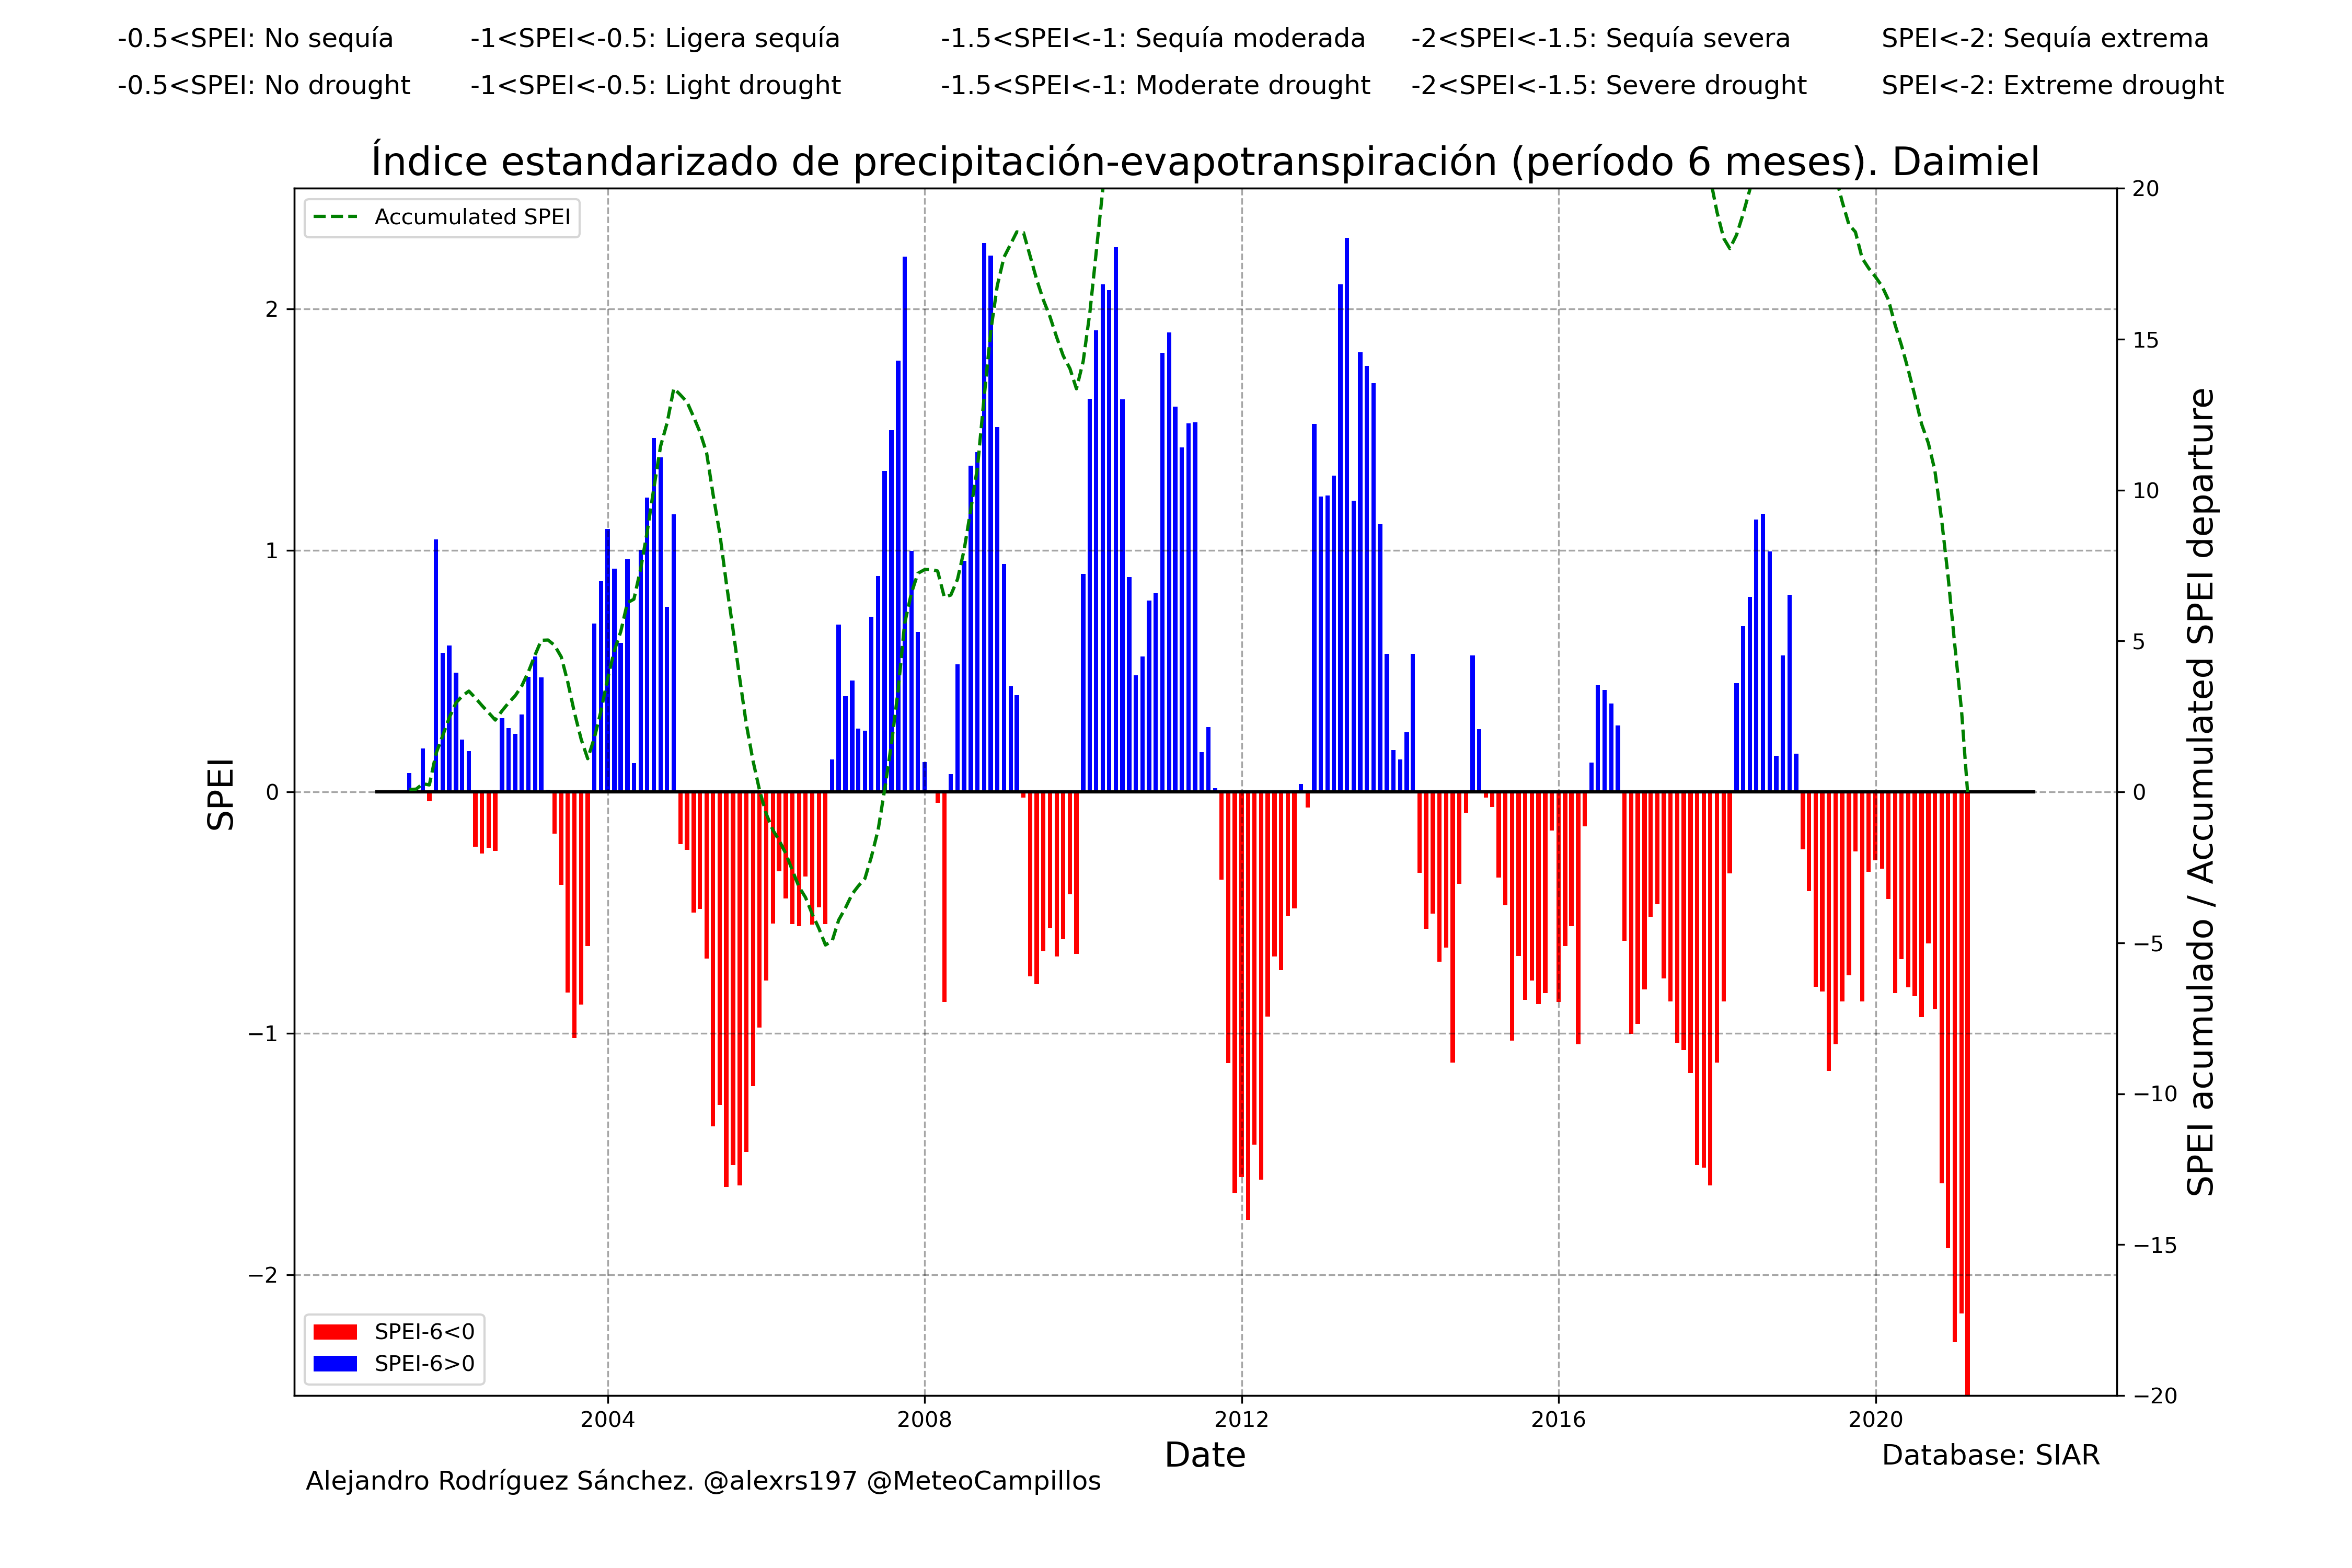 -0.5<SPEI: No sequía
-1<SPEI<-0.5: Ligera sequía
-1.5<SPEI<-1: Sequía moderada
-2<SPEI<-1.5: Sequía severa
SPEI<-2: Sequía extrema
-0.5<SPEI: No drought
-1<SPEI<-0.5: Light drought
-1.5<SPEI<-1: Moderate drought
-2<SPEI<-1.5: Severe drought
SPEI<-2: Extreme drought
Índice estandarizado de precipitación-evapotranspiración (período 6 meses). Daimiel
Accumulated SPEI
SPEI
2
1
0
−1
−2
20
15
10
5
0
−5
−10
−15
−20
SPEI acumulado / Accumulated SPEI departure
SPEI-6<0
SPEI-6>0
2004
2008
2012
2016
2020
Date
Database: SIAR
Alejandro Rodríguez Sánchez. @alexrs197 @MeteoCampillos